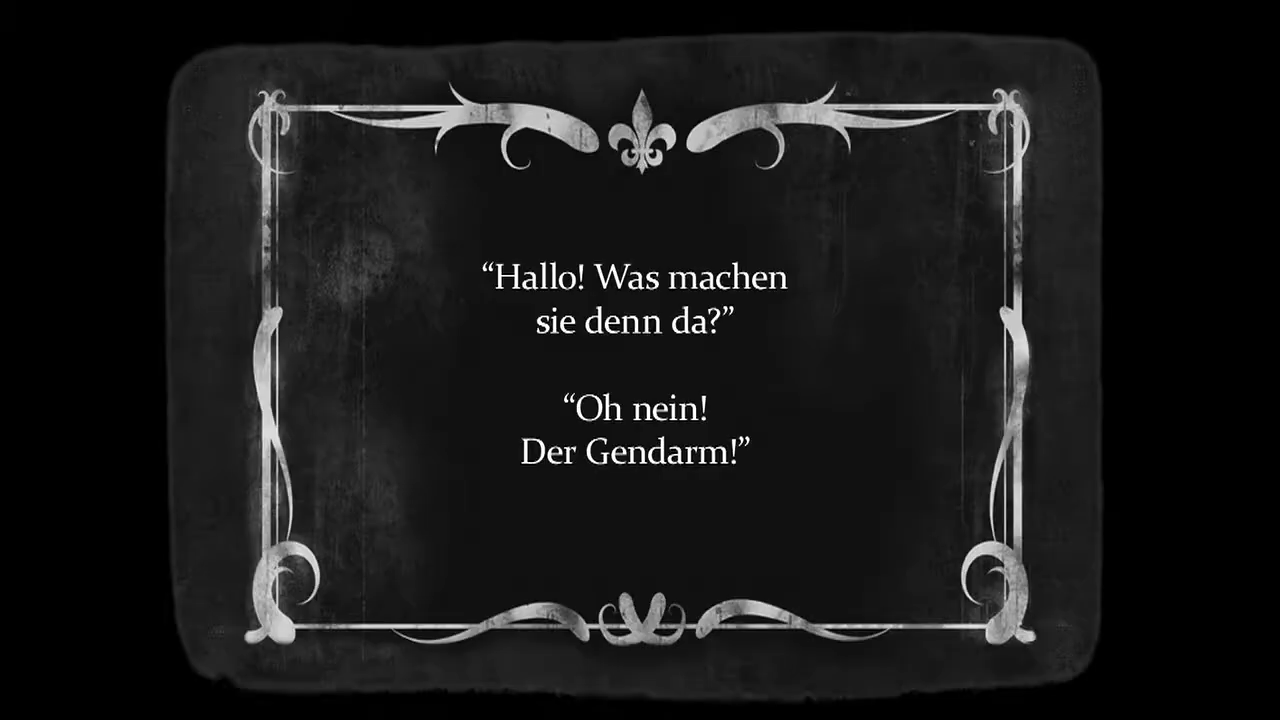 “Hallo! Was machen
sie denn da?”
“Oh nein!
Der Gendarm!”